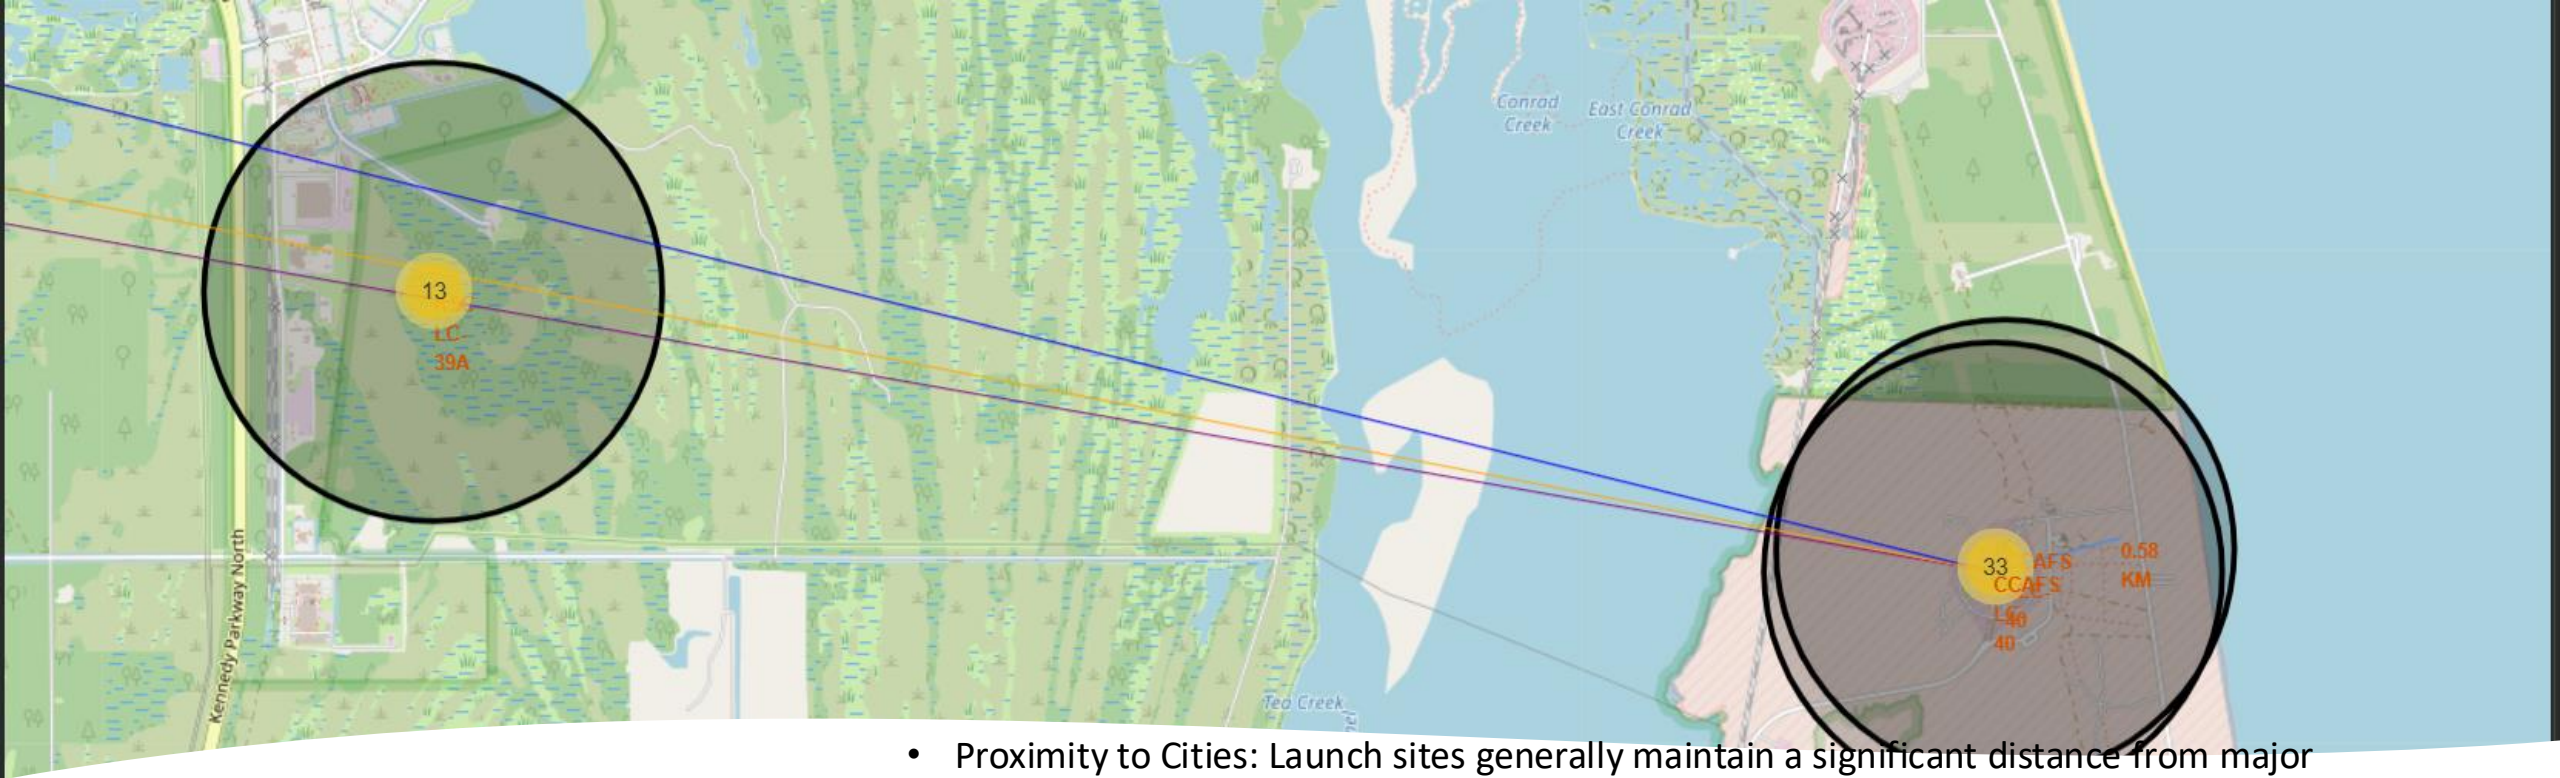 Conrad
Creek
East Conrad
Creek
13
LC-
39A
33
AFS
CCAFS
LC-
40
40
0.58
KM
Kennedy Parkway North
Tea Creek
• Proximity to Cities: Launch sites generally maintain a significant distance from major